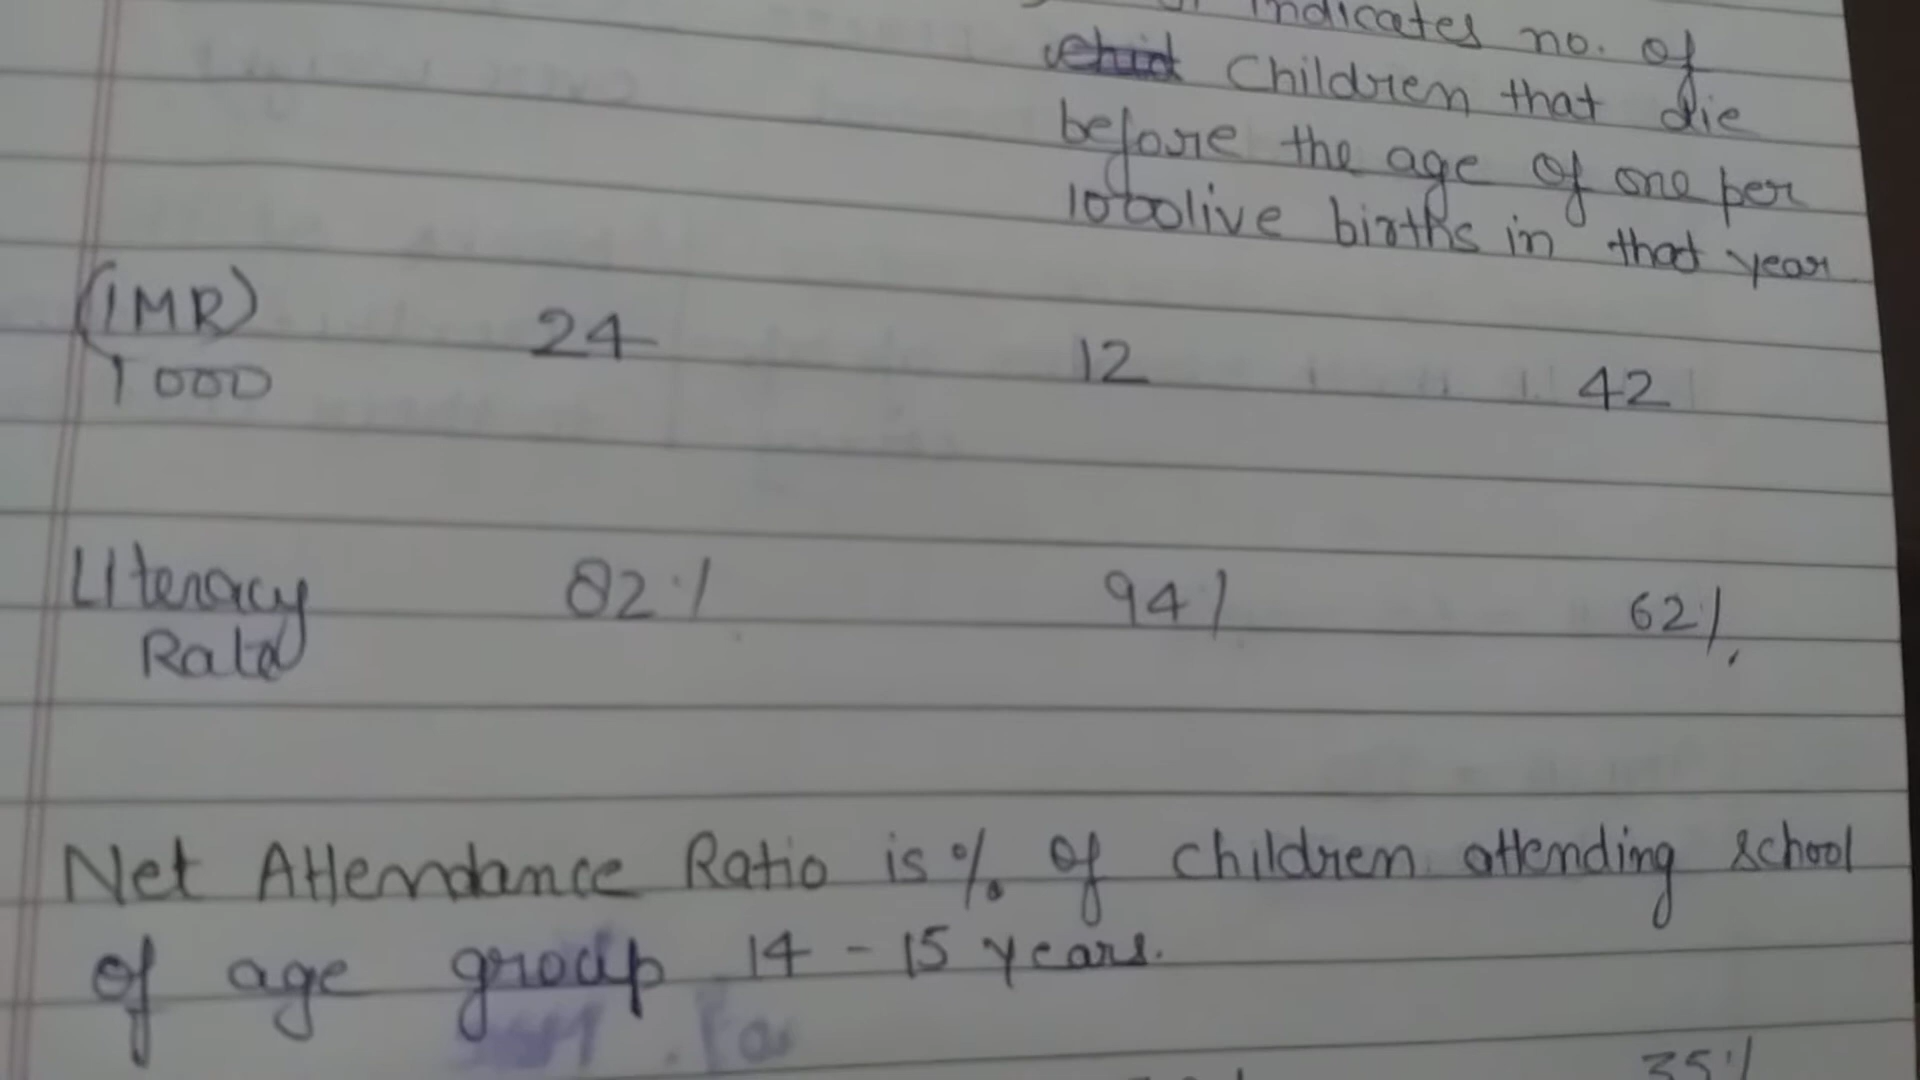 indicates no. of
Children that die
before the age of one per
1000 live births in that year
(IMR) 24 12 42
1000
Literacy 82% 94% 62%
Rate
Net Attendance Ratio is % of children attending school
of age group 14 - 15 years.
35%